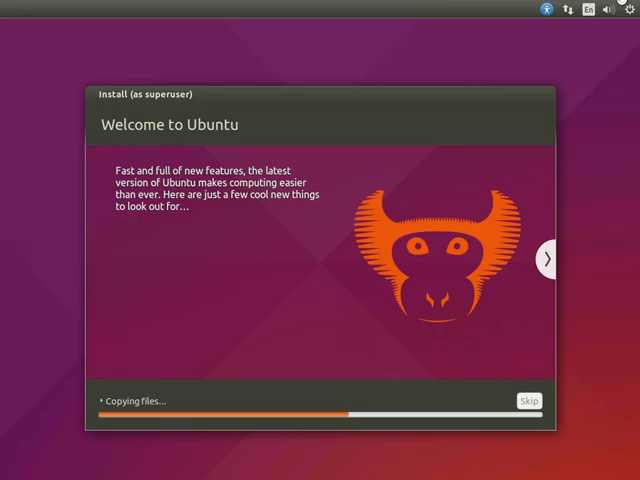 En
Install (as superuser)
Welcome to Ubuntu
Fast and full of new features, the latest
version of Ubuntu makes computing easier
than ever. Here are just a few cool new things
to look out for...
Copying files...
Skip